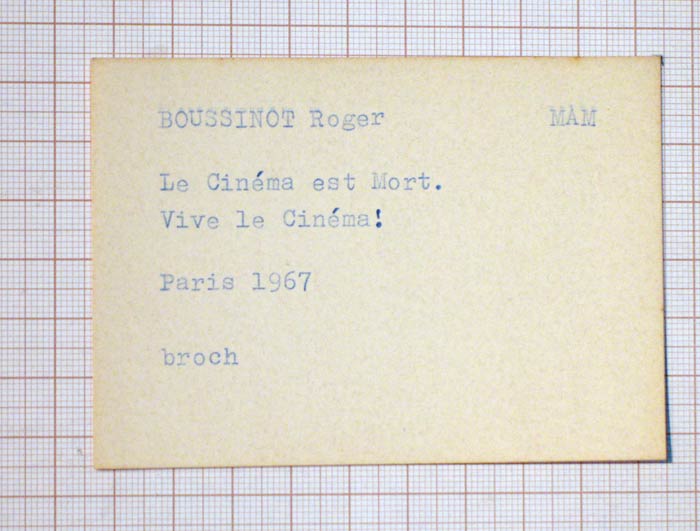 BOUSSINOT Roger MAM
Le Cinéma est Mort.
Vive le Cinéma!
Paris 1967
broch